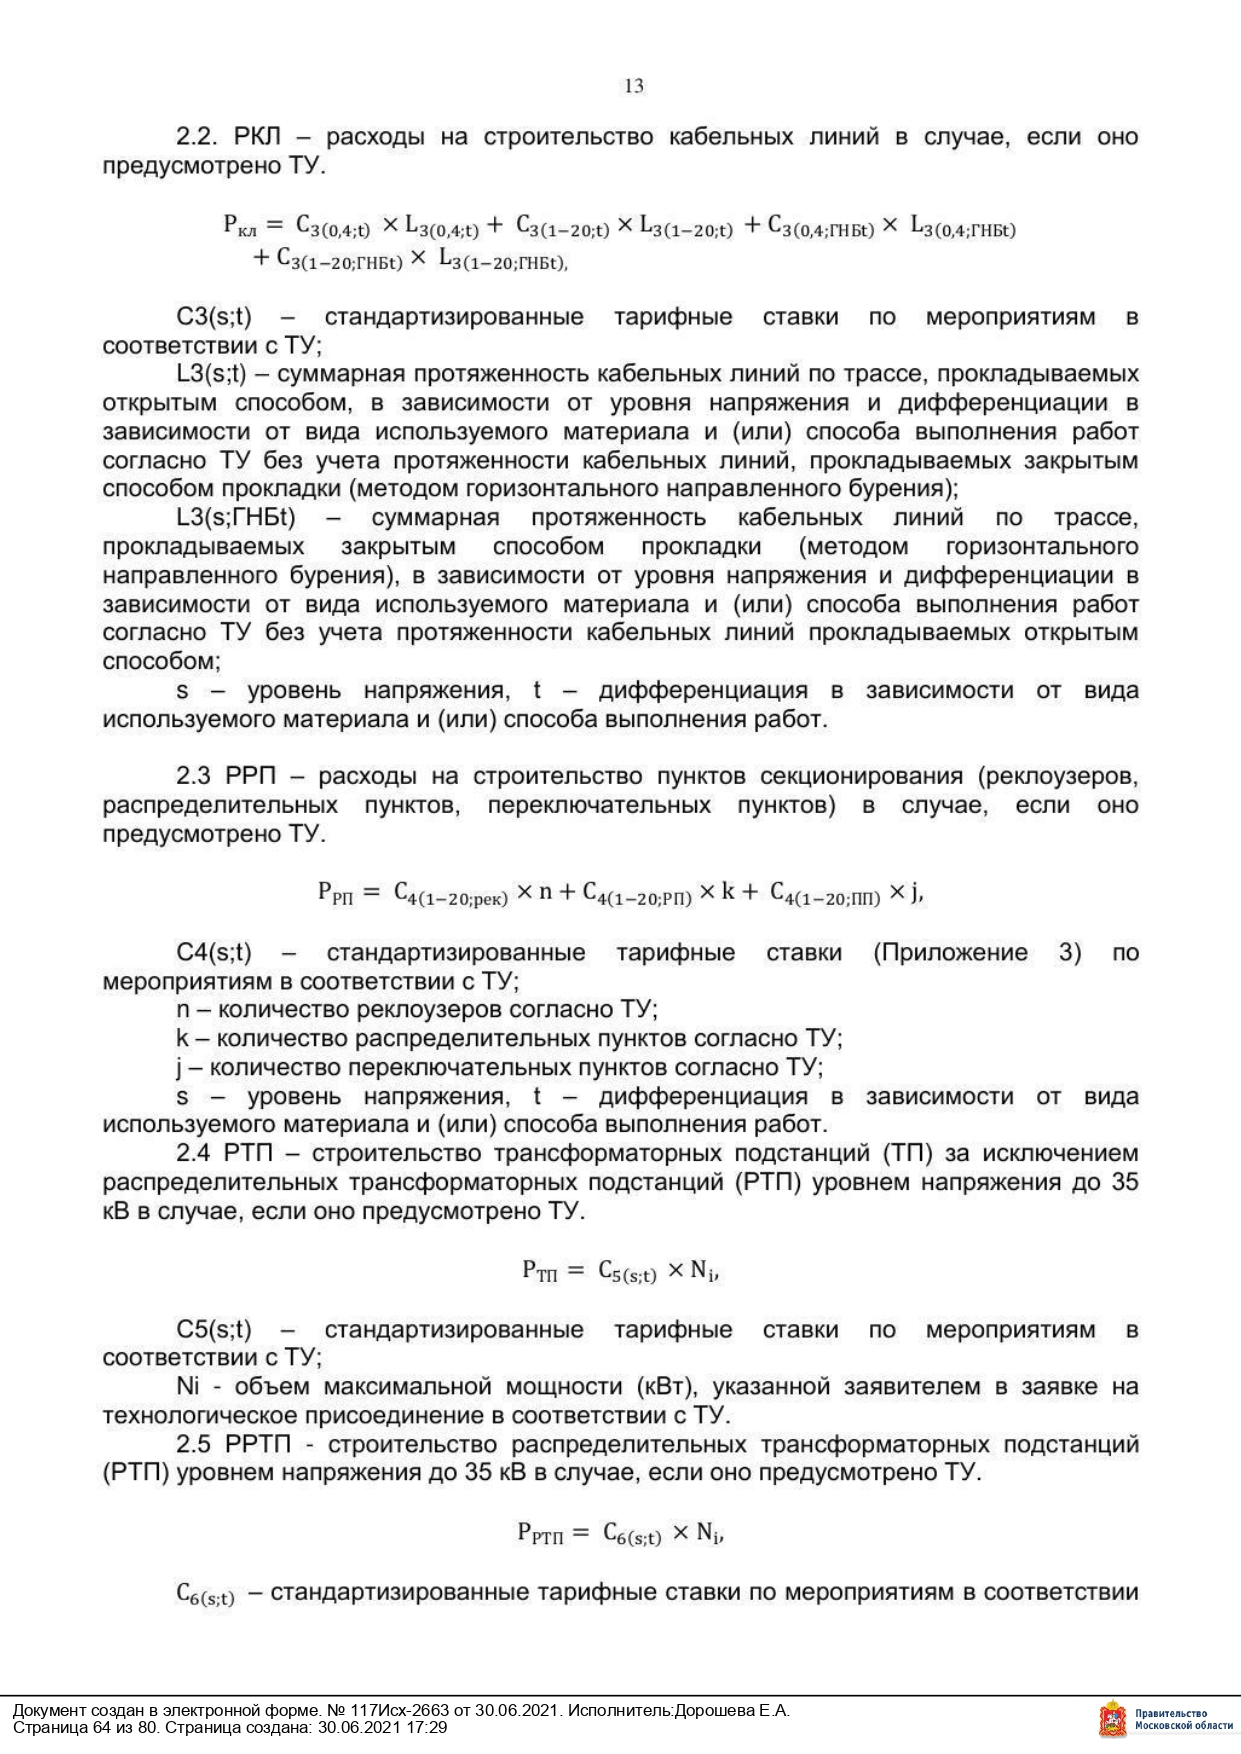 13
2.2. РКЛ – расходы на строительство кабельных линий в случае, если оно
предусмотрено ТУ.
Pкл = C3(0,4;t) × L3(0,4;t) + C3(1−20;t) × L3(1−20;t) + C3(0,4;ГНБt) × L3(0,4;ГНБt)
+ C3(1−20;ГНБt) × L3(1−20;ГНБt),
С3(s;t) – стандартизированные тарифные ставки по мероприятиям в
соответствии с ТУ;
L3(s;t) – суммарная протяженность кабельных линий по трассе, прокладываемых
открытым способом, в зависимости от уровня напряжения и дифференциации в
зависимости от вида используемого материала и (или) способа выполнения работ
согласно ТУ без учета протяженности кабельных линий, прокладываемых закрытым
способом прокладки (методом горизонтального направленного бурения);
L3(s;ГНБt) – суммарная протяженность кабельных линий по трассе,
прокладываемых закрытым способом прокладки (методом горизонтального
направленного бурения), в зависимости от уровня напряжения и дифференциации в
зависимости от вида используемого материала и (или) способа выполнения работ
согласно ТУ без учета протяженности кабельных линий прокладываемых открытым
способом;
s – уровень напряжения, t – дифференциация в зависимости от вида
используемого материала и (или) способа выполнения работ.
2.3 РРП – расходы на строительство пунктов секционирования (реклоузеров,
распределительных пунктов, переключательных пунктов) в случае, если оно
предусмотрено ТУ.
PРП = C4(1−20;рек) × n + C4(1−20;РП) × k + C4(1−20;ПП) × j,
С4(s;t) – стандартизированные тарифные ставки (Приложение 3) по
мероприятиям в соответствии с ТУ;
n – количество реклоузеров согласно ТУ;
k – количество распределительных пунктов согласно ТУ;
j – количество переключательных пунктов согласно ТУ;
s – уровень напряжения, t – дифференциация в зависимости от вида
используемого материала и (или) способа выполнения работ.
2.4 РТП – строительство трансформаторных подстанций (ТП) за исключением
распределительных трансформаторных подстанций (РТП) уровнем напряжения до 35
кВ в случае, если оно предусмотрено ТУ.
PТП = C5(s;t) × Ni,
С5(s;t) – стандартизированные тарифные ставки по мероприятиям в
соответствии с ТУ;
Ni - объем максимальной мощности (кВт), указанной заявителем в заявке на
технологическое присоединение в соответствии с ТУ.
2.5 РРТП - строительство распределительных трансформаторных подстанций
(РТП) уровнем напряжения до 35 кВ в случае, если оно предусмотрено ТУ.
PРТП = C6(s;t) × Ni,
C6(s;t) – стандартизированные тарифные ставки по мероприятиям в соответствии
Документ создан в электронной форме. № 117Исх-2663 от 30.06.2021. Исполнитель:Дорошева Е.А.
Страница 64 из 80. Страница создана: 30.06.2021 17:29
Правительство
Московской области